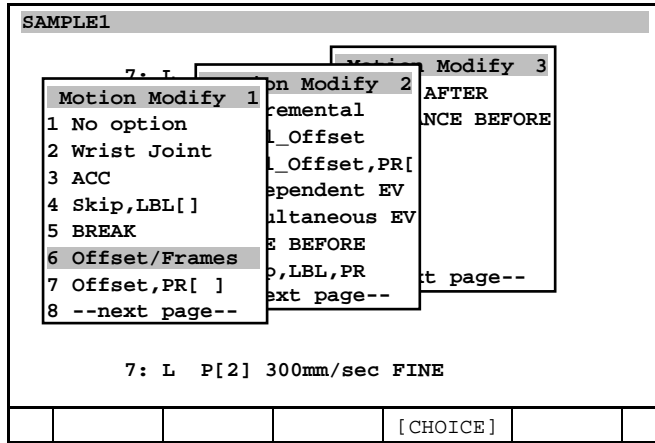 SAMPLE1
7: L
Motion Modify 1
1 No option
2 Wrist Joint
3 ACC
4 Skip,LBL[]
5 BREAK
6 Offset/Frames
7 Offset,PR[ ]
8 --next page--
on Modify 2
remental
l_Offset
l_Offset,PR[
ependent EV
ultaneous EV
E BEFORE
p,LBL,PR
ext page--
Modify 3
AFTER
NCE BEFORE
t page--
7: L P[2] 300mm/sec FINE
[CHOICE]